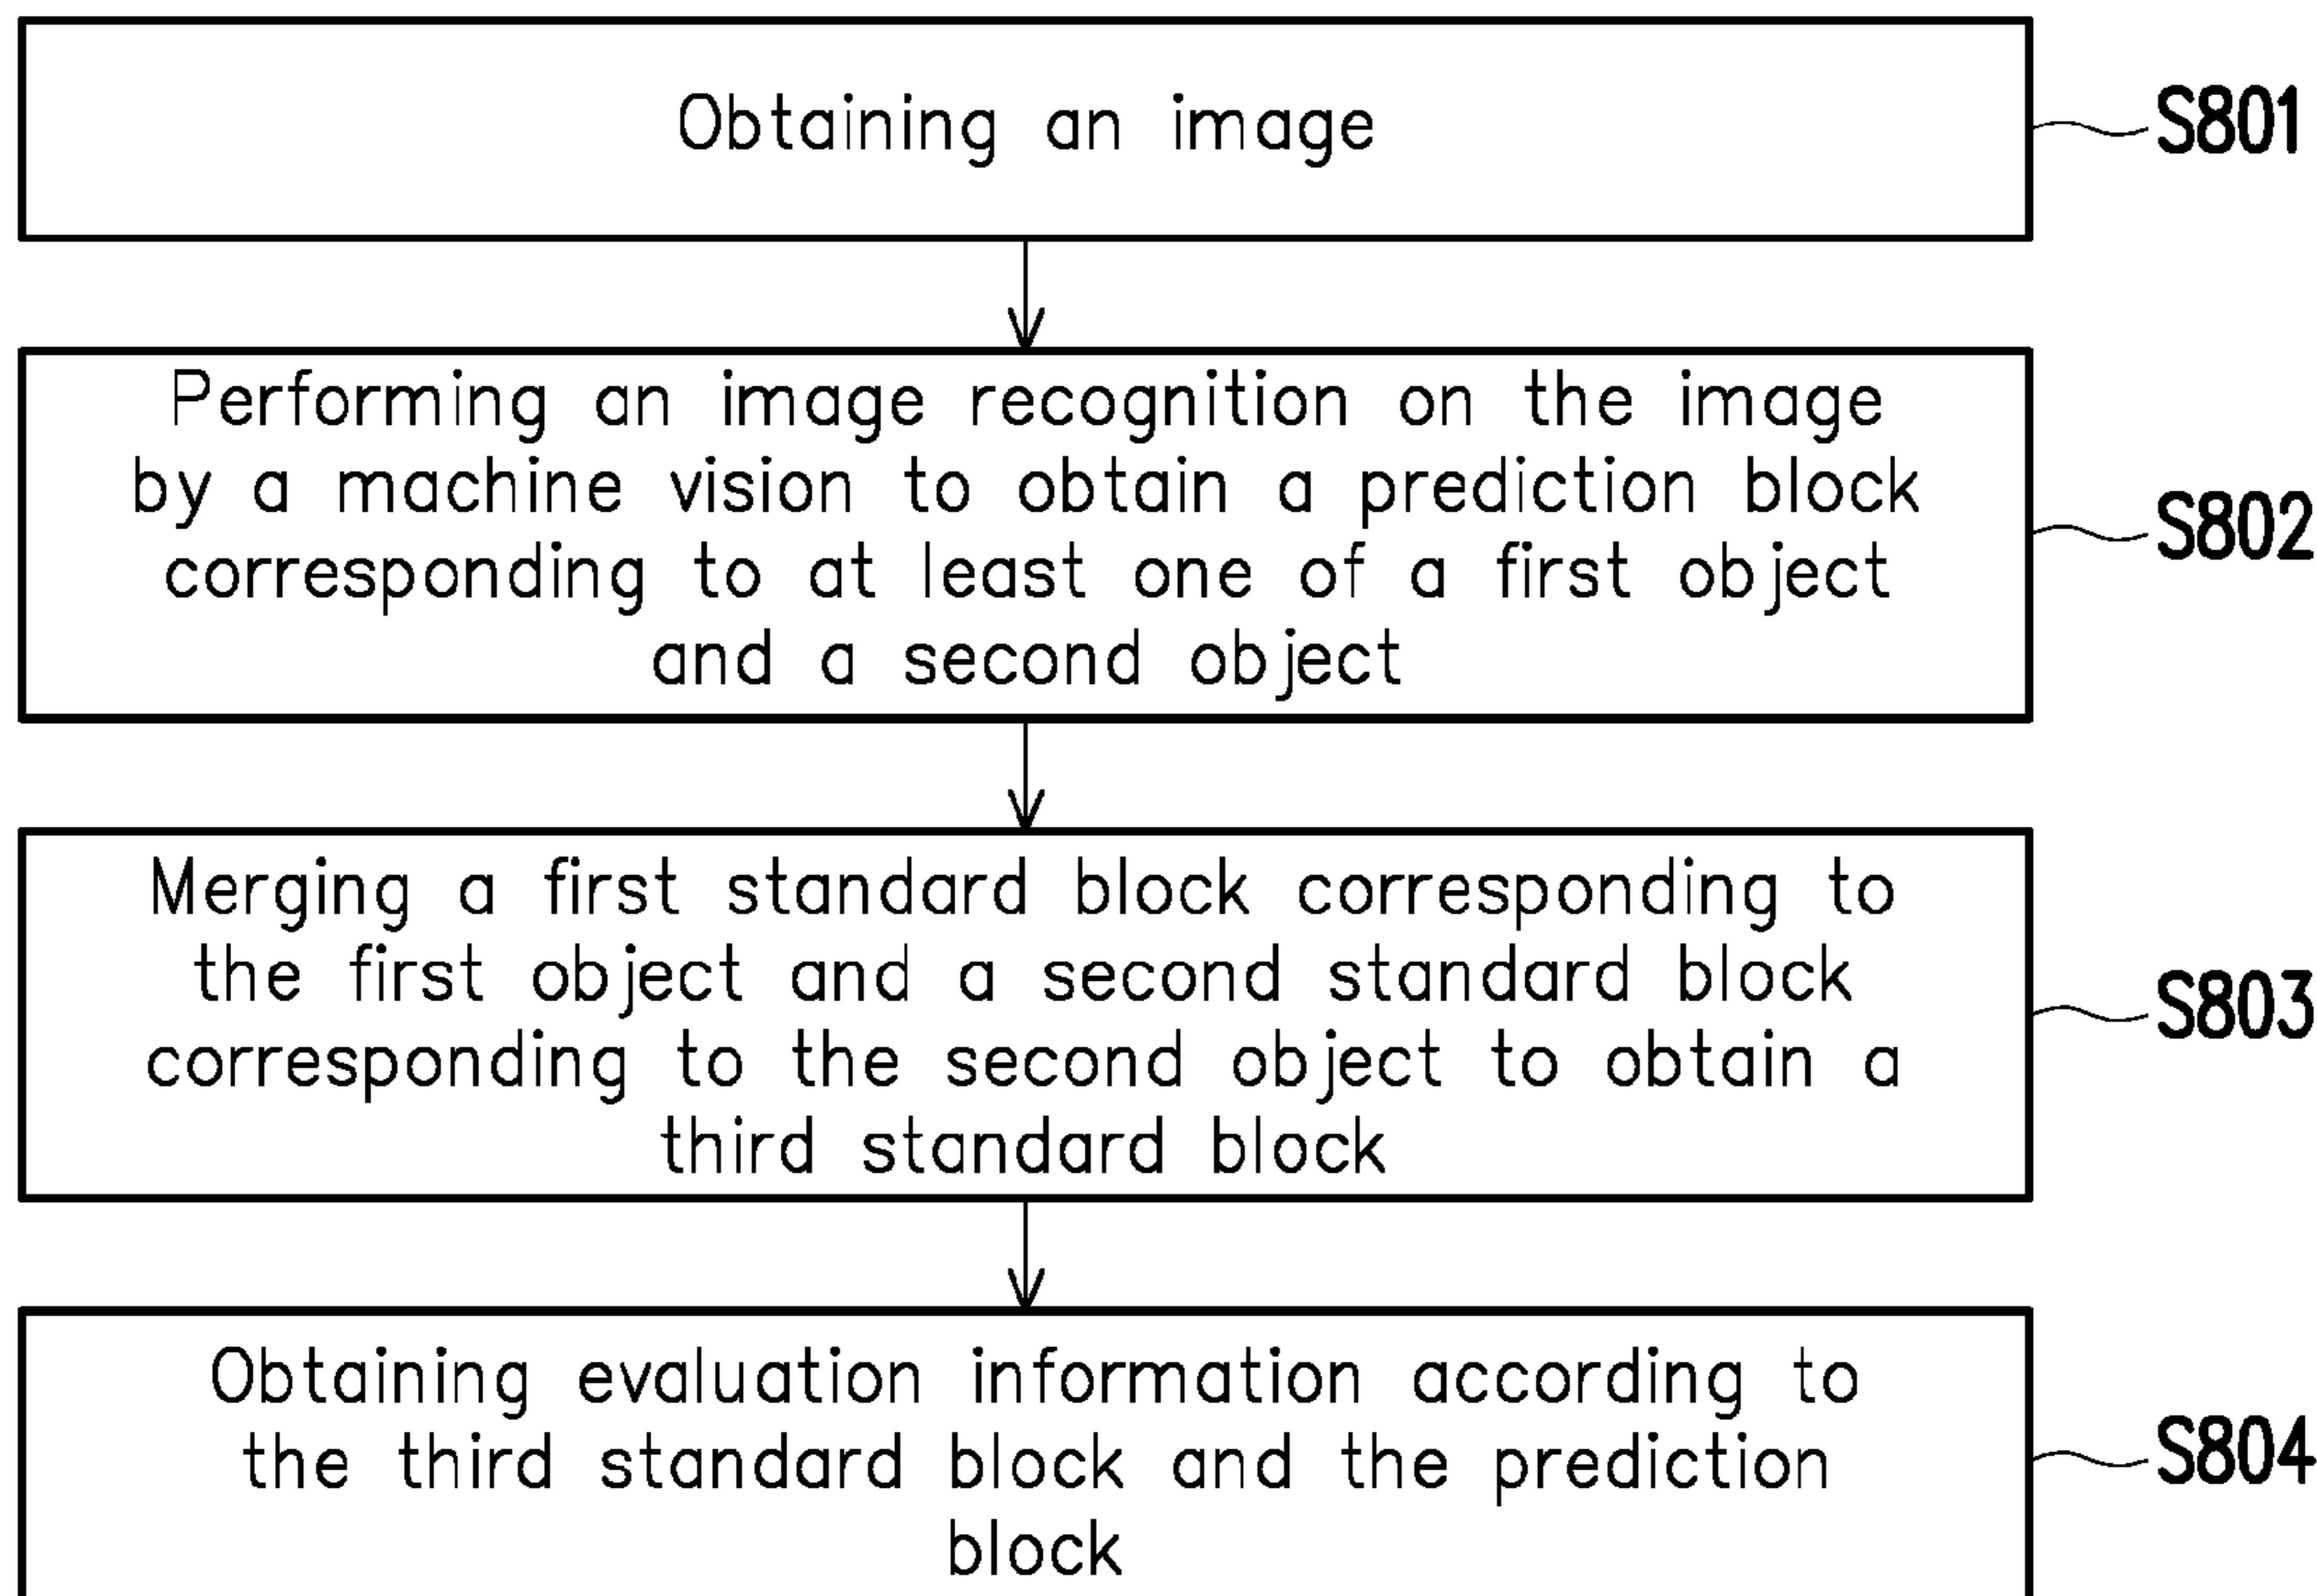 Obtaining an image
S801
Performing an image recognition on the image
by a machine vision to obtain a prediction block
corresponding to at least one of a first object
and a second object
S802
Merging a first standard block corresponding to
the first object and a second standard block
corresponding to the second object to obtain a
third standard block
S803
Obtaining evaluation information according to
the third standard block and the prediction
block
S804